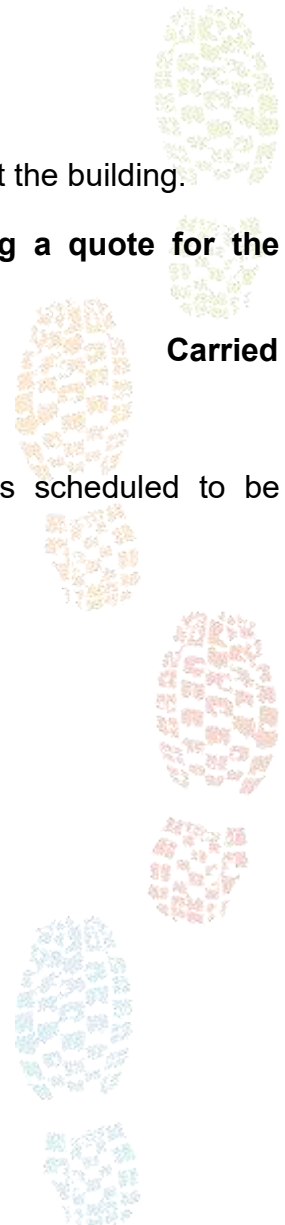 t the building.
g a quote for the
Carried
s scheduled to be